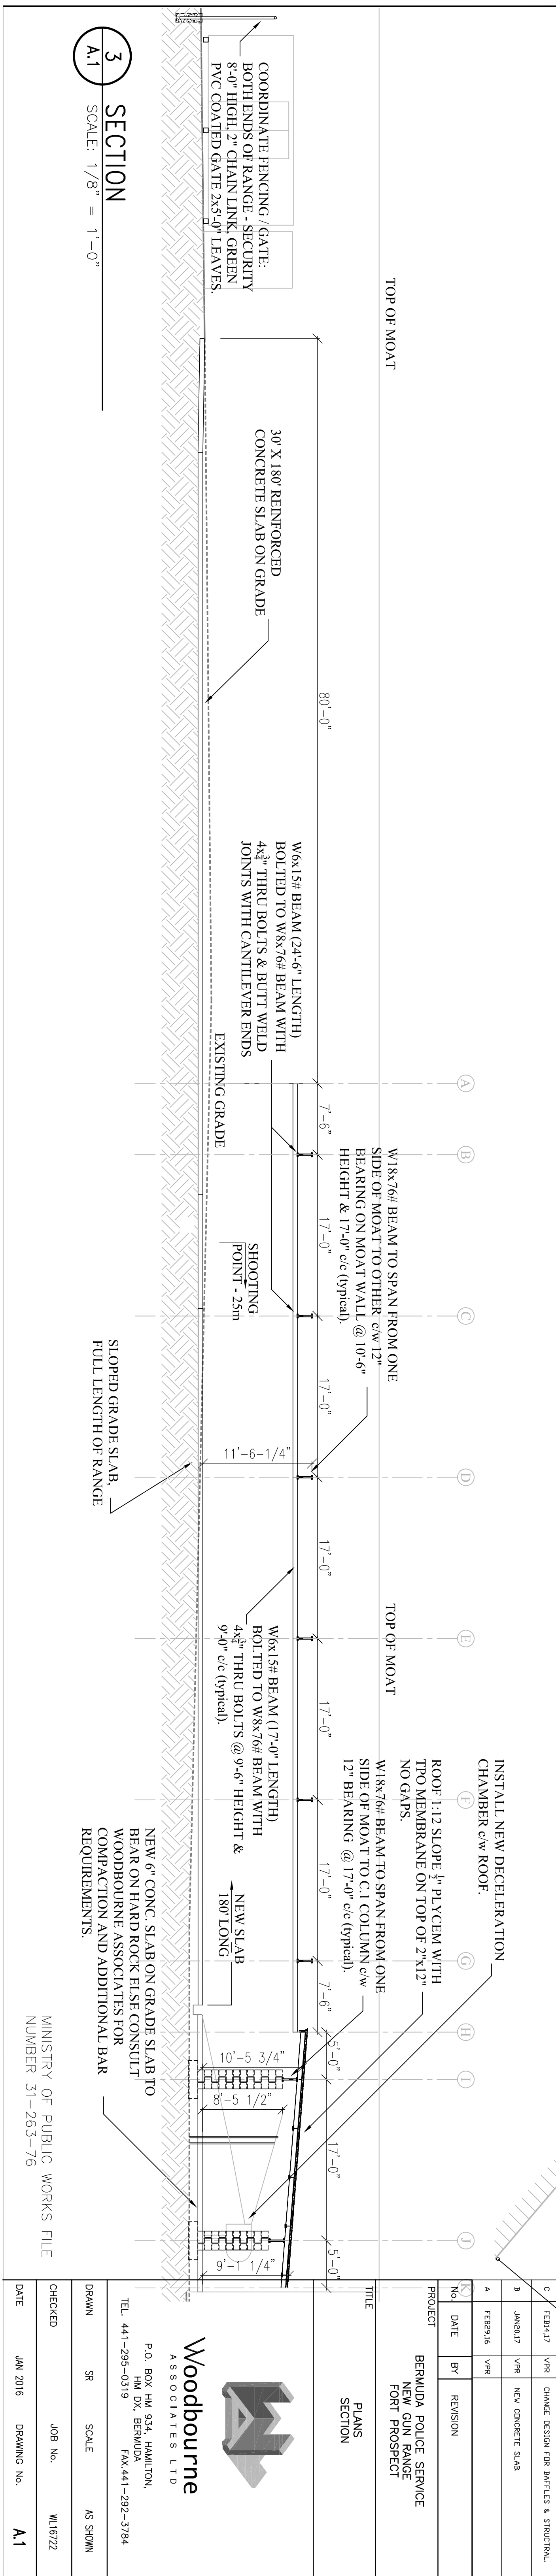 TOP OF MOAT
COORDINATE FENCING / GATE:
BOTH ENDS OF RANGE - SECURITY
8'-0" HIGH, 2" CHAIN LINK, GREEN
PVC COATED GATE 2x5'-0" LEAVES.
3
A.1
SECTION
SCALE: 1/8" = 1'-0"
30' X 180' REINFORCED
CONCRETE SLAB ON GRADE
80'-0"
W6x15# BEAM (24'-6" LENGTH)
BOLTED TO W8x76# BEAM WITH
4x3/4" THRU BOLTS & BUTT WELD
JOINTS WITH CANTILEVER ENDS
EXISTING GRADE
A
7'-6"
B
W18x76# BEAM TO SPAN FROM ONE
SIDE OF MOAT TO OTHER c/w 12"
BEARING ON MOAT WALL @ 10'-6"
HEIGHT & 17'-0" c/c (typical).
17'-0"
SHOOTING
POINT - 25m
C
17'-0"
SLOPED GRADE SLAB,
FULL LENGTH OF RANGE
11'-6-1/4"
D
17'-0"
TOP OF MOAT
E
W6x15# BEAM (17'-0" LENGTH)
BOLTED TO W8x76# BEAM WITH
4x3/4" THRU BOLTS @ 9'-6" HEIGHT &
9'-0" c/c (typical).
17'-0"
F
INSTALL NEW DECELERATION
CHAMBER c/w ROOF.
ROOF 1:12 SLOPE 1/2" PLYCEM WITH
TPO MEMBRANE ON TOP OF 2"x12"
NO GAPS.
W18x76# BEAM TO SPAN FROM ONE
SIDE OF MOAT TO C.1 COLUMN c/w
12" BEARING @ 17'-0" c/c (typical).
17'-0"
NEW SLAB
180' LONG
NEW 6" CONC. SLAB ON GRADE SLAB TO
BEAR ON HARD ROCK ELSE CONSULT
WOODBOURNE ASSOCIATES FOR
COMPACTION AND ADDITIONAL BAR
REQUIREMENTS.
G
7'-6"
H
5'-0"
I
10'-5 3/4"
8'-5 1/2"
17'-0"
J
9'-1 1/4"
5'-0"
K
MINISTRY OF PUBLIC WORKS FILE
NUMBER 31-263-76
C FEB14,17 VPR CHANGE DESIGN FOR BAFFLES & STRUCTRAL.
B JAN20,17 VPR NEW CONCRETE SLAB.
A FEB29,16 VPR
No. DATE BY REVISION
PROJECT
BERMUDA POLICE SERVICE
NEW GUN RANGE
FORT PROSPECT
TITLE
PLANS
SECTION
Woodbourne
ASSOCIATES LTD
P.O. BOX HM 934, HAMILTON,
HM DX, BERMUDA
TEL. 441-295-0319 FAX.441-292-3784
DRAWN SR SCALE AS SHOWN
CHECKED JOB No. WL16722
DATE JAN 2016 DRAWING No. A.1